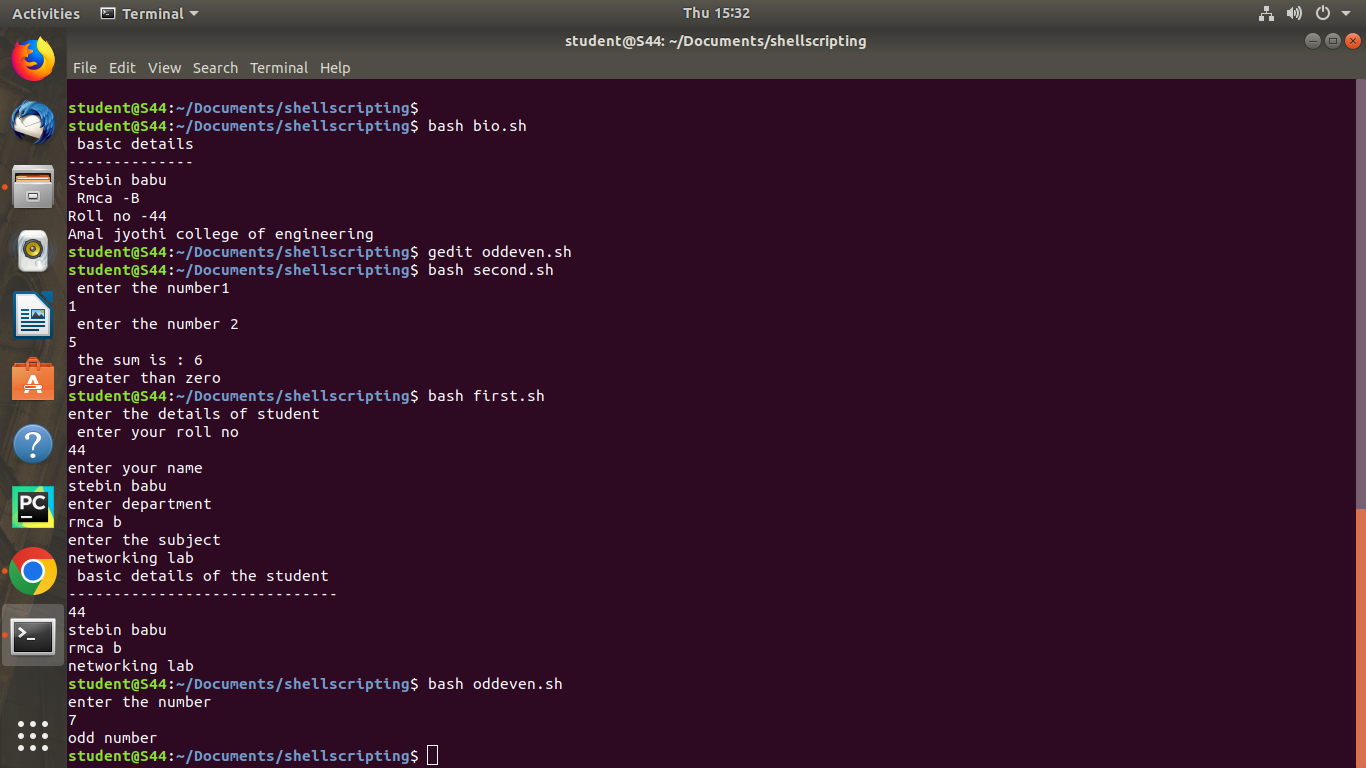 Activities Terminal Thu 15:32
student@S44: ~/Documents/shellscripting
File Edit View Search Terminal Help
student@S44:~/Documents/shellscripting$
student@S44:~/Documents/shellscripting$ bash bio.sh
 basic details
--------------
Stebin babu
 Rmca -B
Roll no -44
Amal jyothi college of engineering
student@S44:~/Documents/shellscripting$ gedit oddeven.sh
student@S44:~/Documents/shellscripting$ bash second.sh
 enter the number1
1
 enter the number 2
5
 the sum is : 6
greater than zero
student@S44:~/Documents/shellscripting$ bash first.sh
enter the details of student
 enter your roll no
44
enter your name
stebin babu
enter department
rmca b
enter the subject
networking lab
 basic details of the student
------------------------------
44
stebin babu
rmca b
networking lab
student@S44:~/Documents/shellscripting$ bash oddeven.sh
enter the number
7
odd number
student@S44:~/Documents/shellscripting$
PC